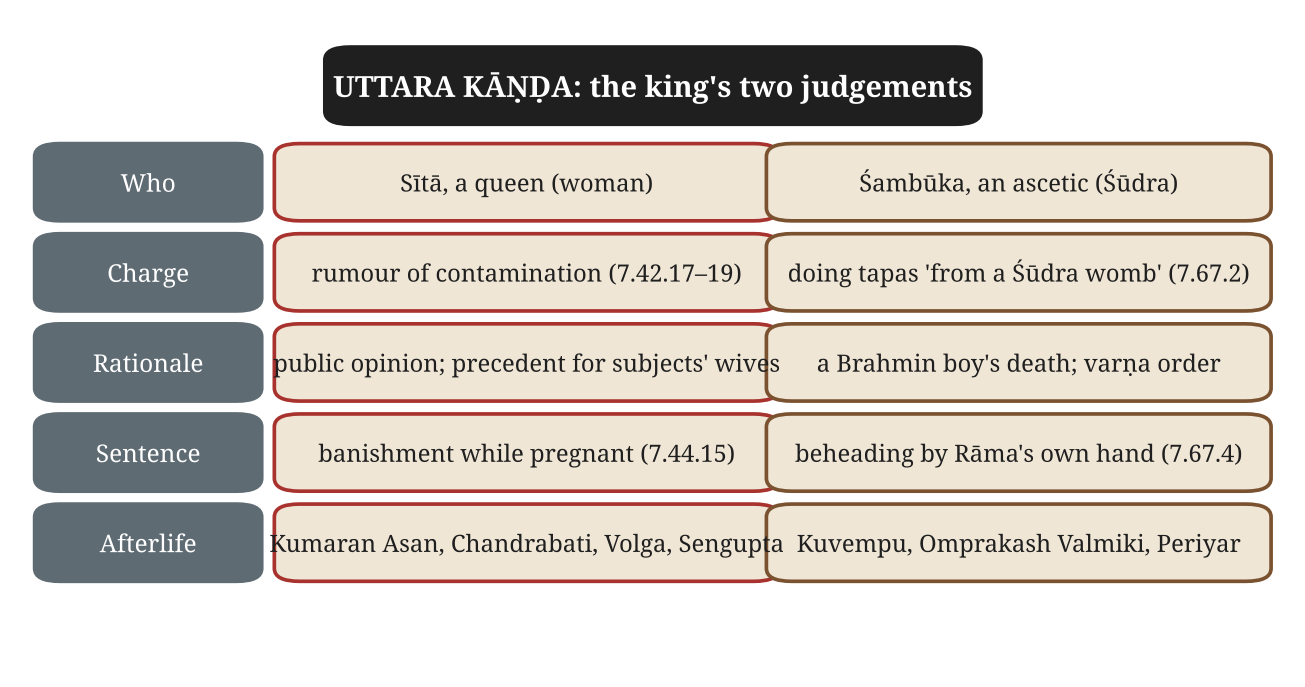 UTTARA KĀṆḌA: the king's two judgements
Who
Sītā, a queen (woman)
Śambūka, an ascetic (Śūdra)
Charge
rumour of contamination (7.42.17–19)
doing tapas 'from a Śūdra womb' (7.67.2)
Rationale
public opinion; precedent for subjects' wives
a Brahmin boy's death; varṇa order
Sentence
banishment while pregnant (7.44.15)
beheading by Rāma's own hand (7.67.4)
Afterlife
Kumaran Asan, Chandrabati, Volga, Sengupta
Kuvempu, Omprakash Valmiki, Periyar